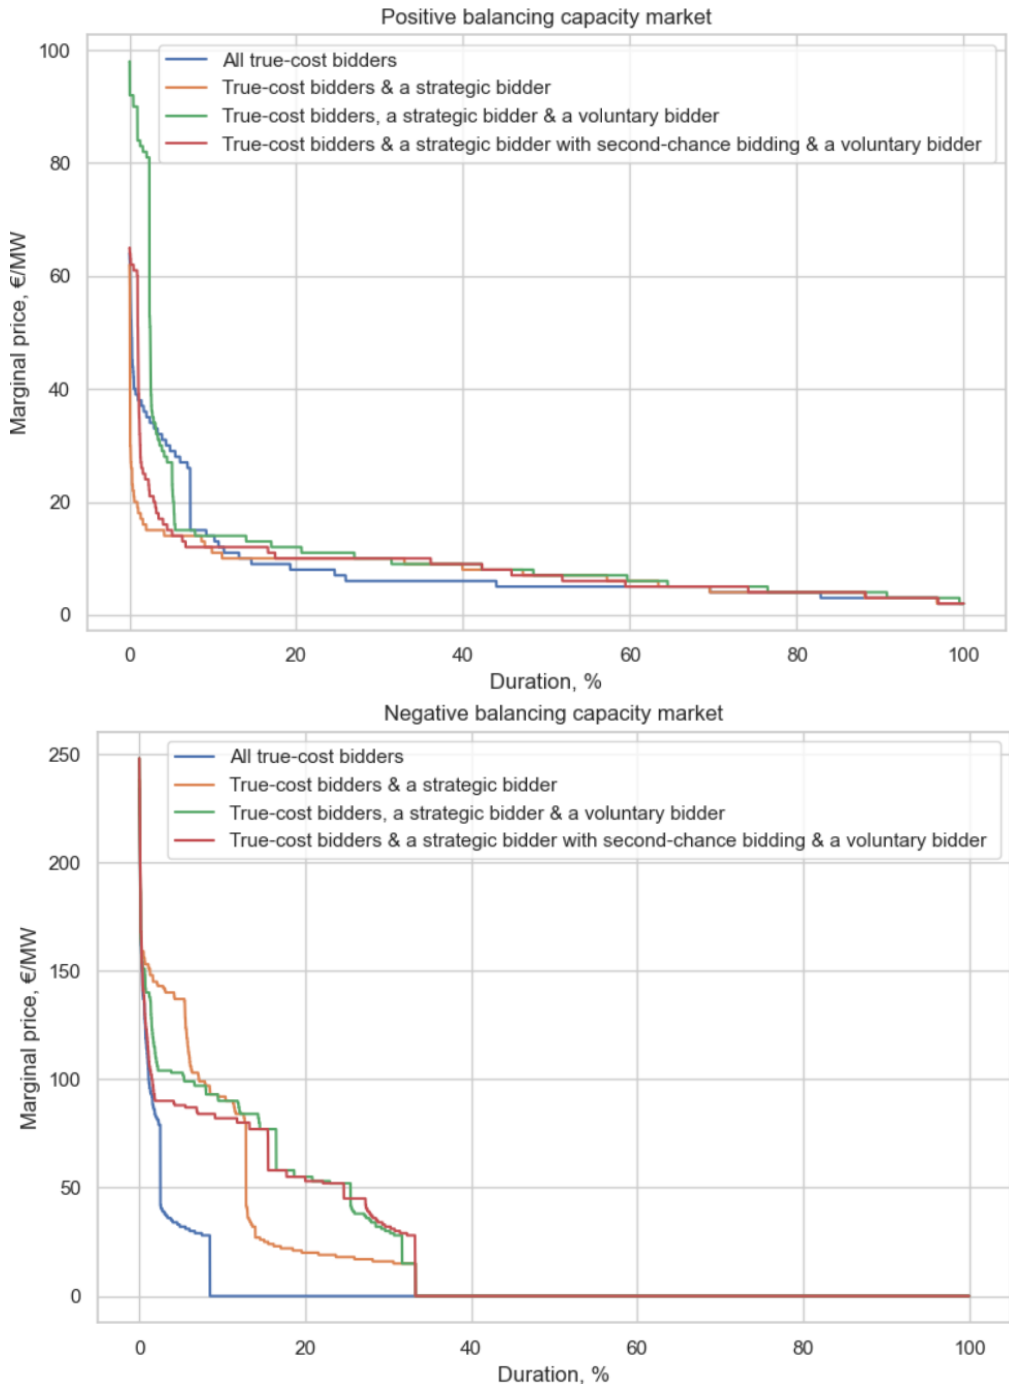 Positive balancing capacity market
100
80
60
40
20
0
Marginal price, €/MW
All true-cost bidders
True-cost bidders & a strategic bidder
True-cost bidders, a strategic bidder & a voluntary bidder
True-cost bidders & a strategic bidder with second-chance bidding & a voluntary bidder
0 20 40 60 80 100
Duration, %
Negative balancing capacity market
250
200
150
100
50
0
Marginal price, €/MW
All true-cost bidders
True-cost bidders & a strategic bidder
True-cost bidders, a strategic bidder & a voluntary bidder
True-cost bidders & a strategic bidder with second-chance bidding & a voluntary bidder
0 20 40 60 80 100
Duration, %